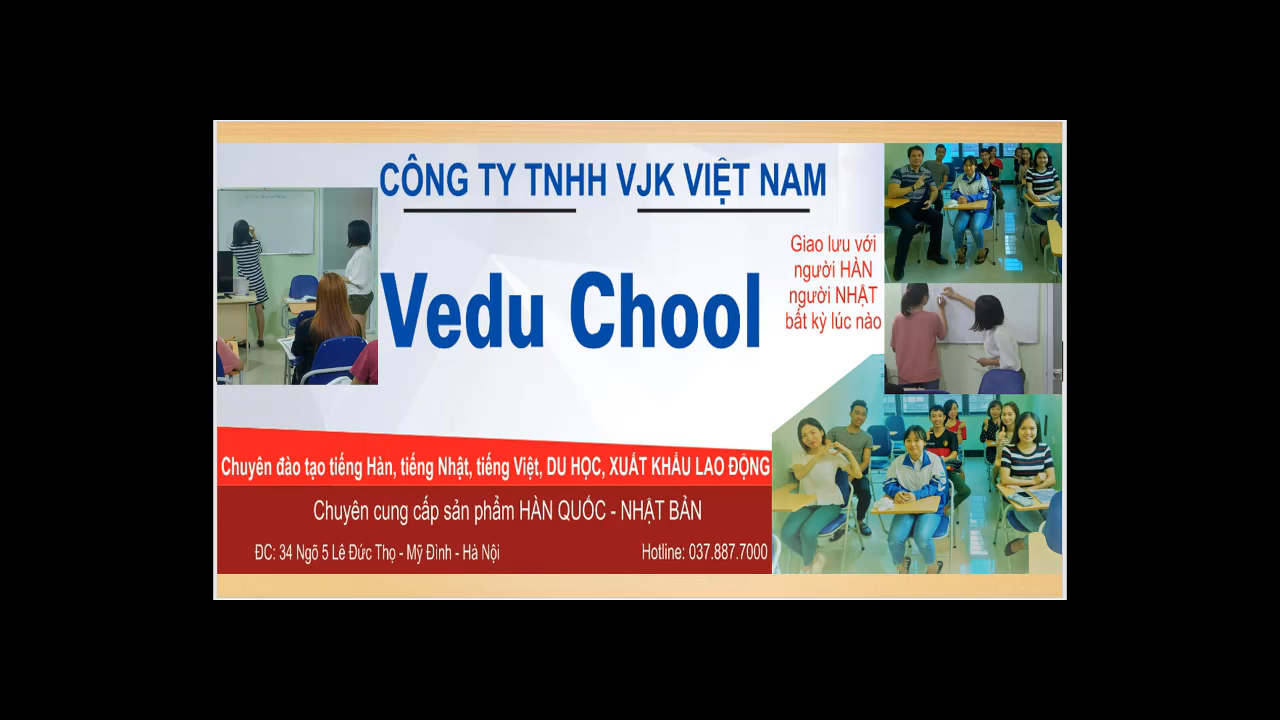 CÔNG TY TNHH VJK VIỆT NAM
Vedu Chool
Giao lưu với
người HÀN
người NHẬT
bất kỳ lúc nào
Chuyên đào tạo tiếng Hàn, tiếng Nhật, tiếng Việt, DU HỌC, XUẤT KHẨU LAO ĐỘNG
Chuyên cung cấp sản phẩm HÀN QUỐC - NHẬT BẢN
ĐC: 34 Ngõ 5 Lê Đức Thọ - Mỹ Đình - Hà Nội
Hotline: 037.887.7000